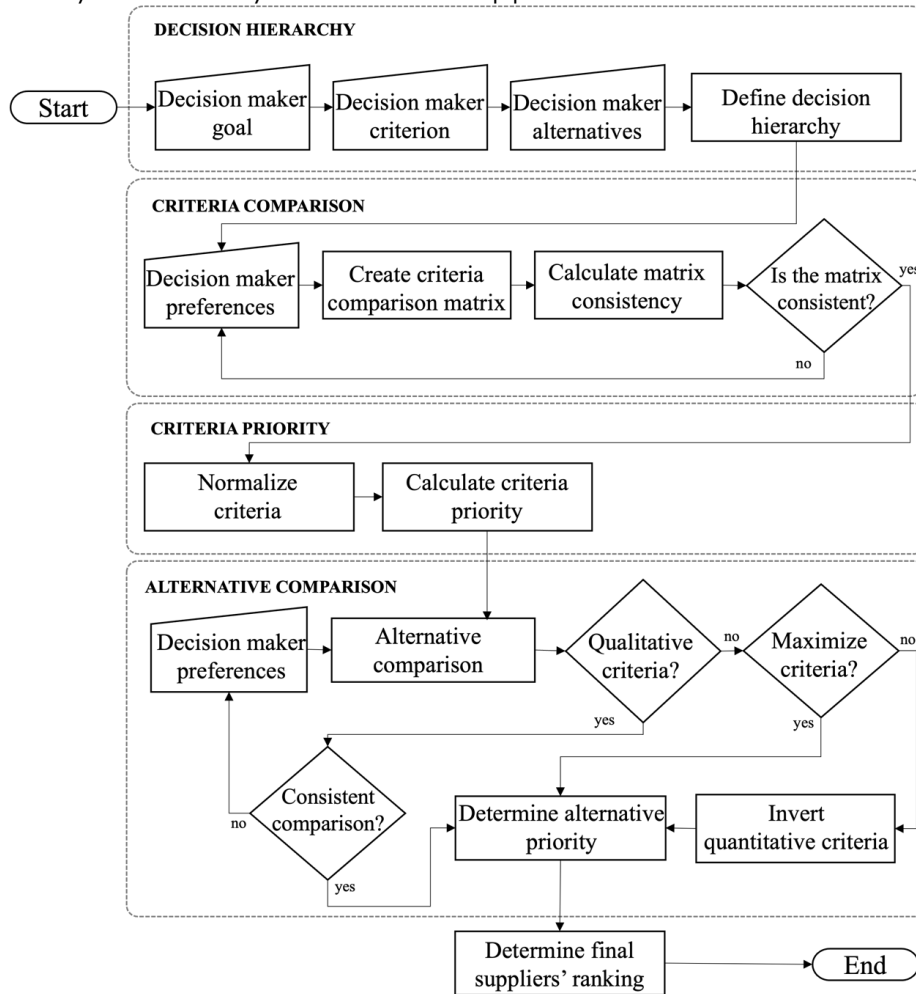 DECISION HIERARCHY
Start
Decision maker
goal
Decision maker
criterion
Decision maker
alternatives
Define decision
hierarchy
CRITERIA COMPARISON
Decision maker
preferences
Create criteria
comparison matrix
Calculate matrix
consistency
Is the matrix
consistent?
yes
no
CRITERIA PRIORITY
Normalize
criteria
Calculate criteria
priority
ALTERNATIVE COMPARISON
Decision maker
preferences
Alternative
comparison
Qualitative
criteria?
no
Maximize
criteria?
no
yes
yes
Consistent
comparison?
no
yes
Determine alternative
priority
Invert
quantitative criteria
Determine final
suppliers' ranking
End